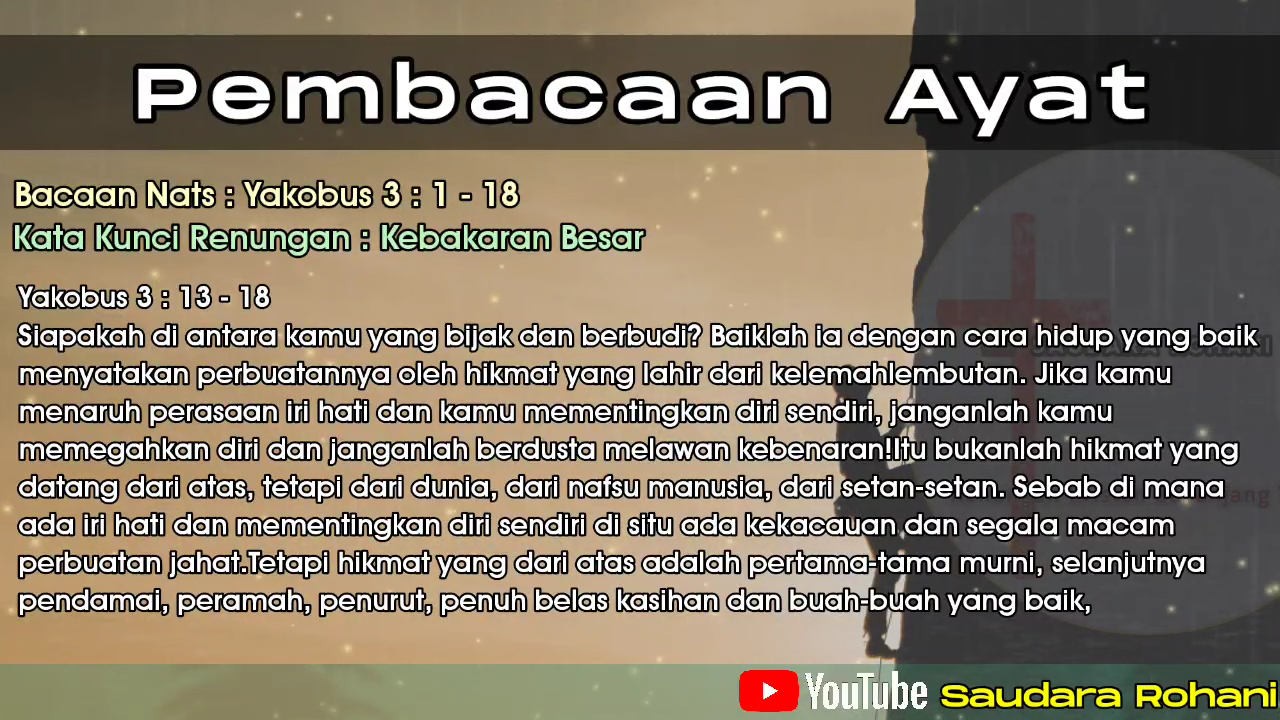 Pembacaan Ayat
Bacaan Nats : Yakobus 3 : 1 - 18
Kata Kunci Renungan : Kebakaran Besar
Yakobus 3 : 13 - 18
Siapakah di antara kamu yang bijak dan berbudi? Baiklah ia dengan cara hidup yang baik
menyatakan perbuatannya oleh hikmat yang lahir dari kelemahlembutan. Jika kamu
menaruh perasaan iri hati dan kamu mementingkan diri sendiri, janganlah kamu
memegahkan diri dan janganlah berdusta melawan kebenaran!Itu bukanlah hikmat yang
datang dari atas, tetapi dari dunia, dari nafsu manusia, dari setan-setan. Sebab di mana
ada iri hati dan mementingkan diri sendiri di situ ada kekacauan dan segala macam
perbuatan jahat.Tetapi hikmat yang dari atas adalah pertama-tama murni, selanjutnya
pendamai, peramah, penurut, penuh belas kasihan dan buah-buah yang baik,
YouTube Saudara Rohani
SAUDARA ROHANI